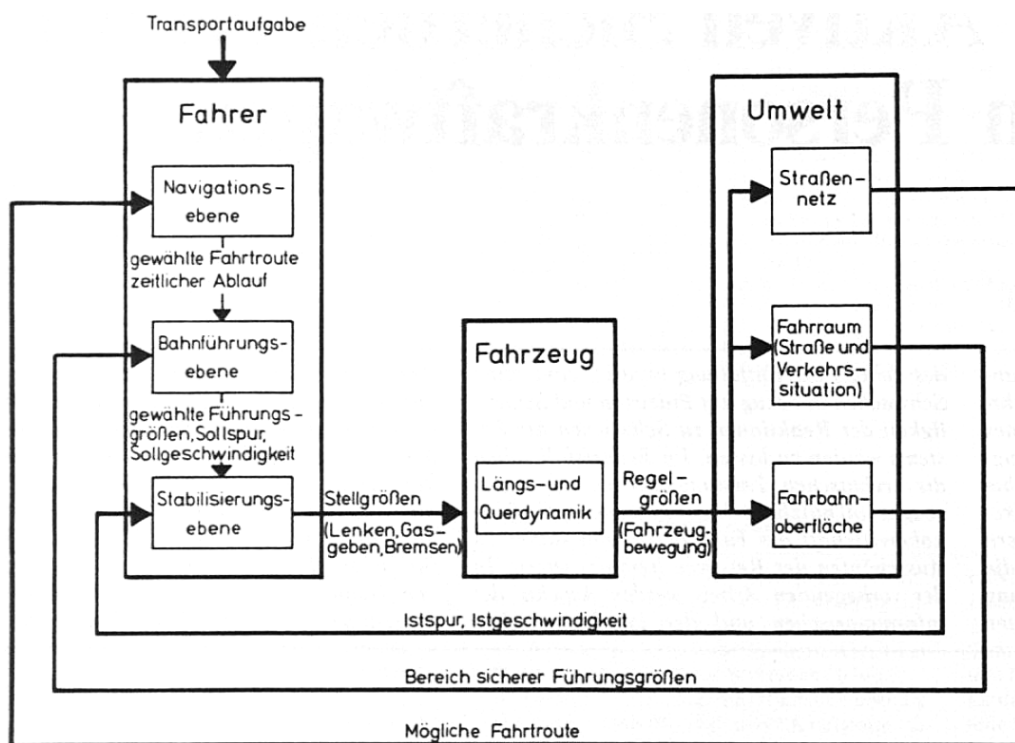 Transportaufgabe
Fahrer
Navigations-
ebene
gewählte Fahrtroute
zeitlicher Ablauf
Bahnführungs-
ebene
gewählte Führungs-
größen, Sollspur,
Sollgeschwindigkeit
Stabilisierungs-
ebene
Stellgrößen
(Lenken, Gas-
geben, Bremsen)
Fahrzeug
Längs- und
Querdynamik
Regel-
größen
(Fahrzeug-
bewegung)
Umwelt
Straßen-
netz
Fahrraum
(Straße und
Verkehrs-
situation)
Fahrbahn-
oberfläche
Istspur, Istgeschwindigkeit
Bereich sicherer Führungsgrößen
Mögliche Fahrtroute